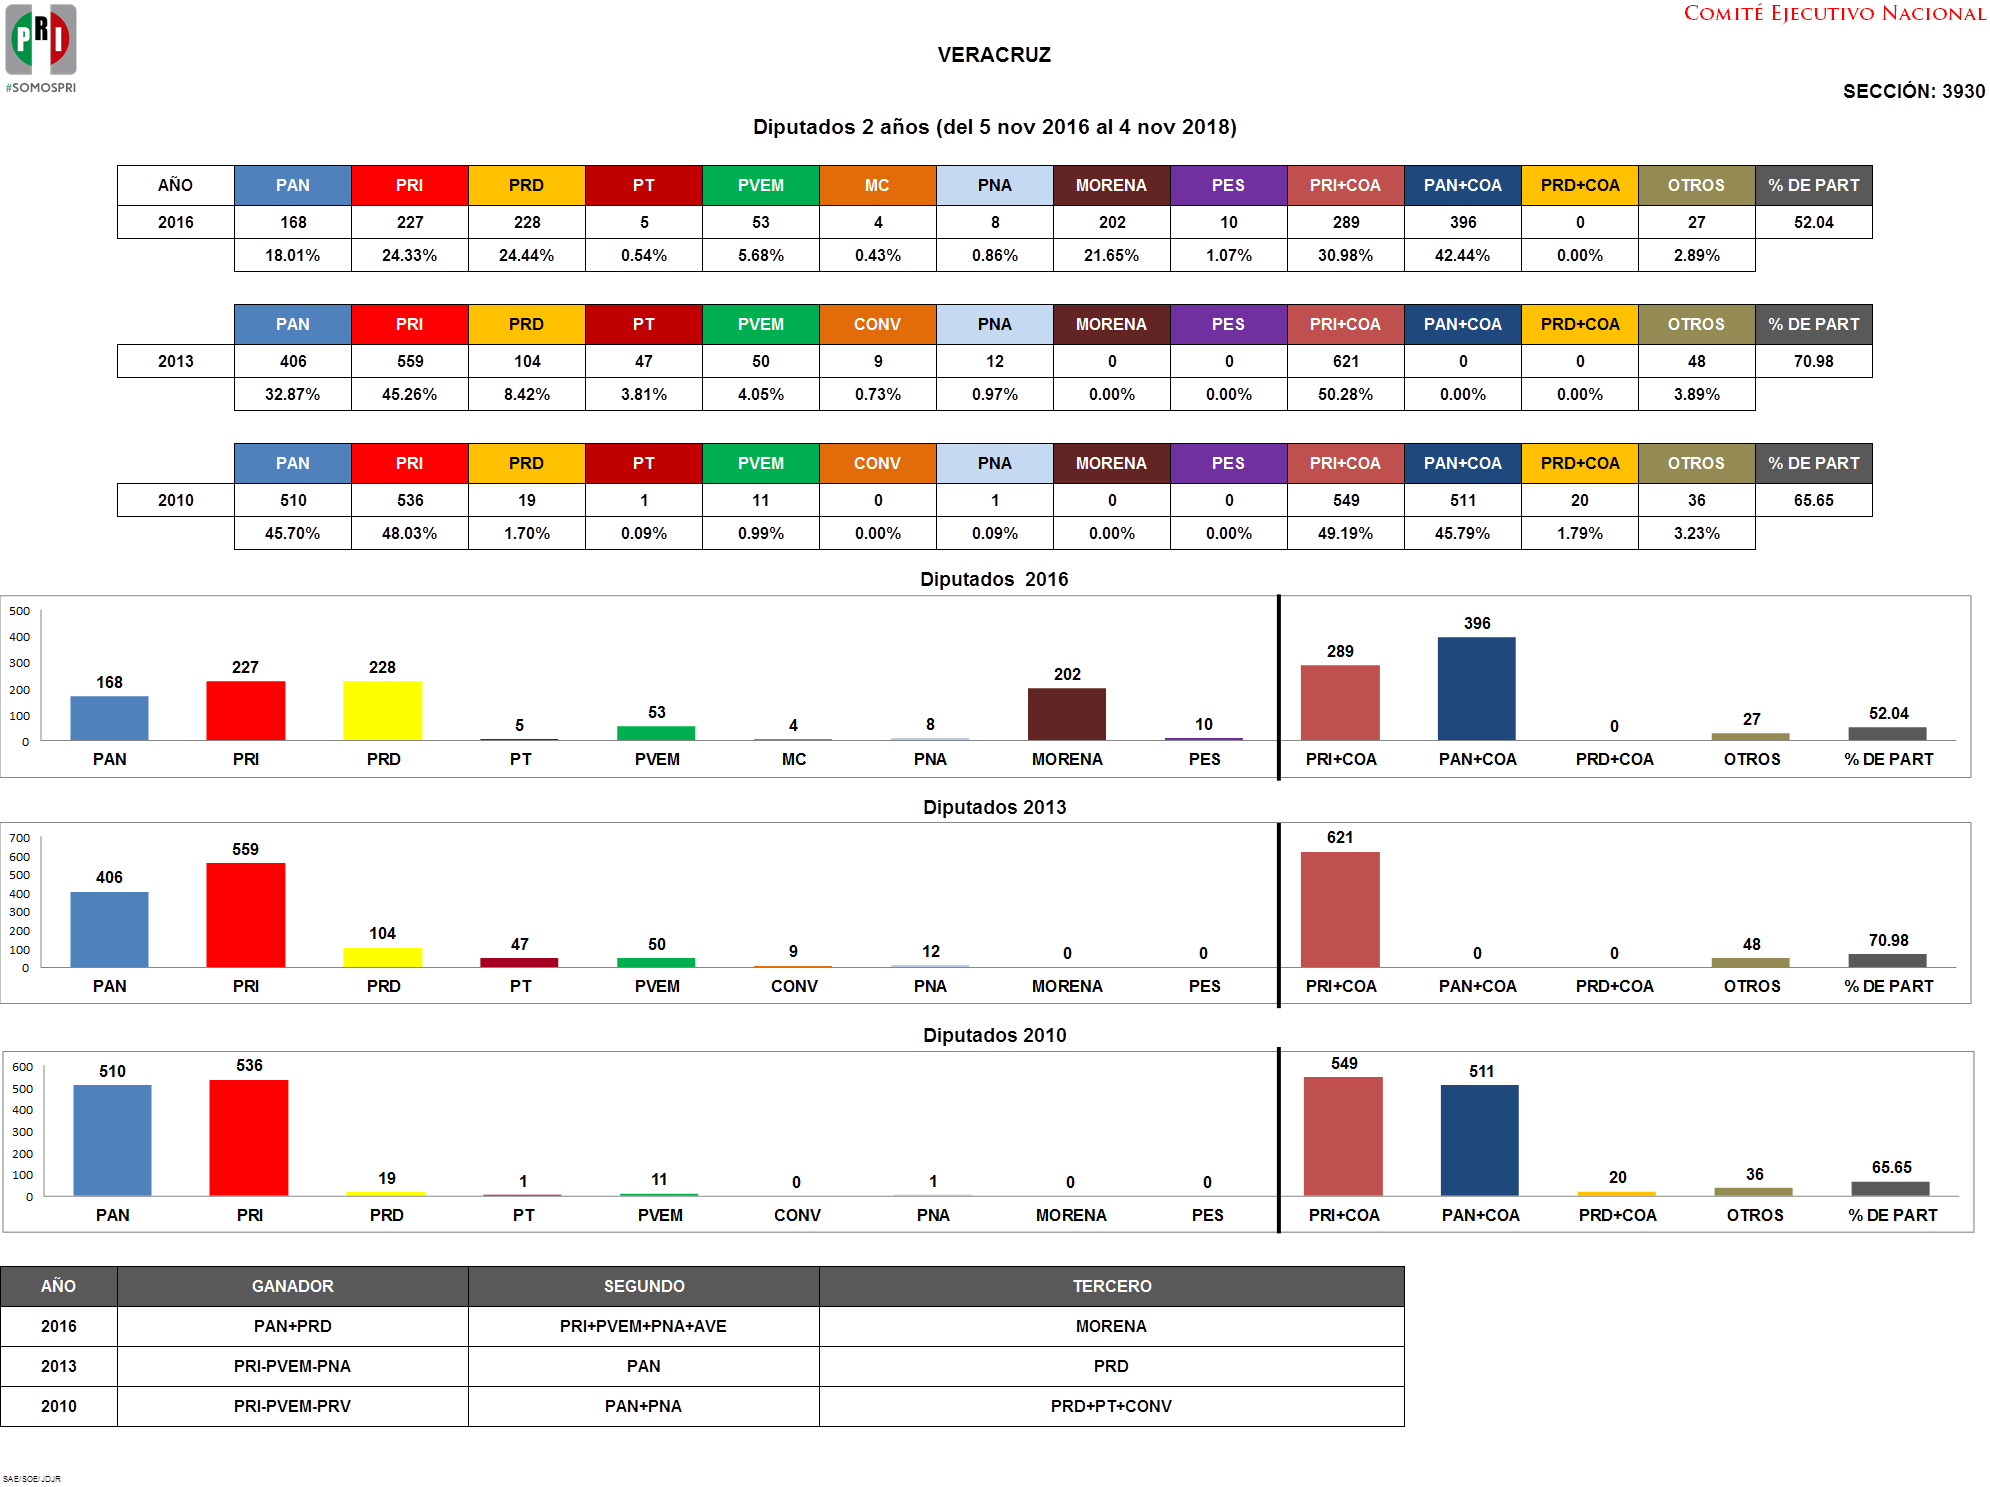 PRI
#SOMOSPRI
COMITÉ EJECUTIVO NACIONAL
VERACRUZ
SECCIÓN: 3930
Diputados 2 años (del 5 nov 2016 al 4 nov 2018)
AÑO PAN PRI PRD PT PVEM MC PNA MORENA PES PRI+COA PAN+COA PRD+COA OTROS % DE PART
2016 168 227 228 5 53 4 8 202 10 289 396 0 27 52.04
18.01% 24.33% 24.44% 0.54% 5.68% 0.43% 0.86% 21.65% 1.07% 30.98% 42.44% 0.00% 2.89%
PAN PRI PRD PT PVEM CONV PNA MORENA PES PRI+COA PAN+COA PRD+COA OTROS % DE PART
2013 406 559 104 47 50 9 12 0 0 621 0 0 48 70.98
32.87% 45.26% 8.42% 3.81% 4.05% 0.73% 0.97% 0.00% 0.00% 50.28% 0.00% 0.00% 3.89%
PAN PRI PRD PT PVEM CONV PNA MORENA PES PRI+COA PAN+COA PRD+COA OTROS % DE PART
2010 510 536 19 1 11 0 1 0 0 549 511 20 36 65.65
45.70% 48.03% 1.70% 0.09% 0.99% 0.00% 0.09% 0.00% 0.00% 49.19% 45.79% 1.79% 3.23%
Diputados 2016
500
400
300
200
100
0
168 227 228 5 53 4 8 202 10 289 396 0 27 52.04
PAN PRI PRD PT PVEM MC PNA MORENA PES PRI+COA PAN+COA PRD+COA OTROS % DE PART
Diputados 2013
700
600
500
400
300
200
100
0
406 559 104 47 50 9 12 0 0 621 0 0 48 70.98
PAN PRI PRD PT PVEM CONV PNA MORENA PES PRI+COA PAN+COA PRD+COA OTROS % DE PART
Diputados 2010
600
500
400
300
200
100
0
510 536 19 1 11 0 1 0 0 549 511 20 36 65.65
PAN PRI PRD PT PVEM CONV PNA MORENA PES PRI+COA PAN+COA PRD+COA OTROS % DE PART
AÑO GANADOR SEGUNDO TERCERO
2016 PAN+PRD PRI+PVEM+PNA+AVE MORENA
2013 PRI-PVEM-PNA PAN PRD
2010 PRI-PVEM-PRV PAN+PNA PRD+PT+CONV
SAE/SOE/JDJR